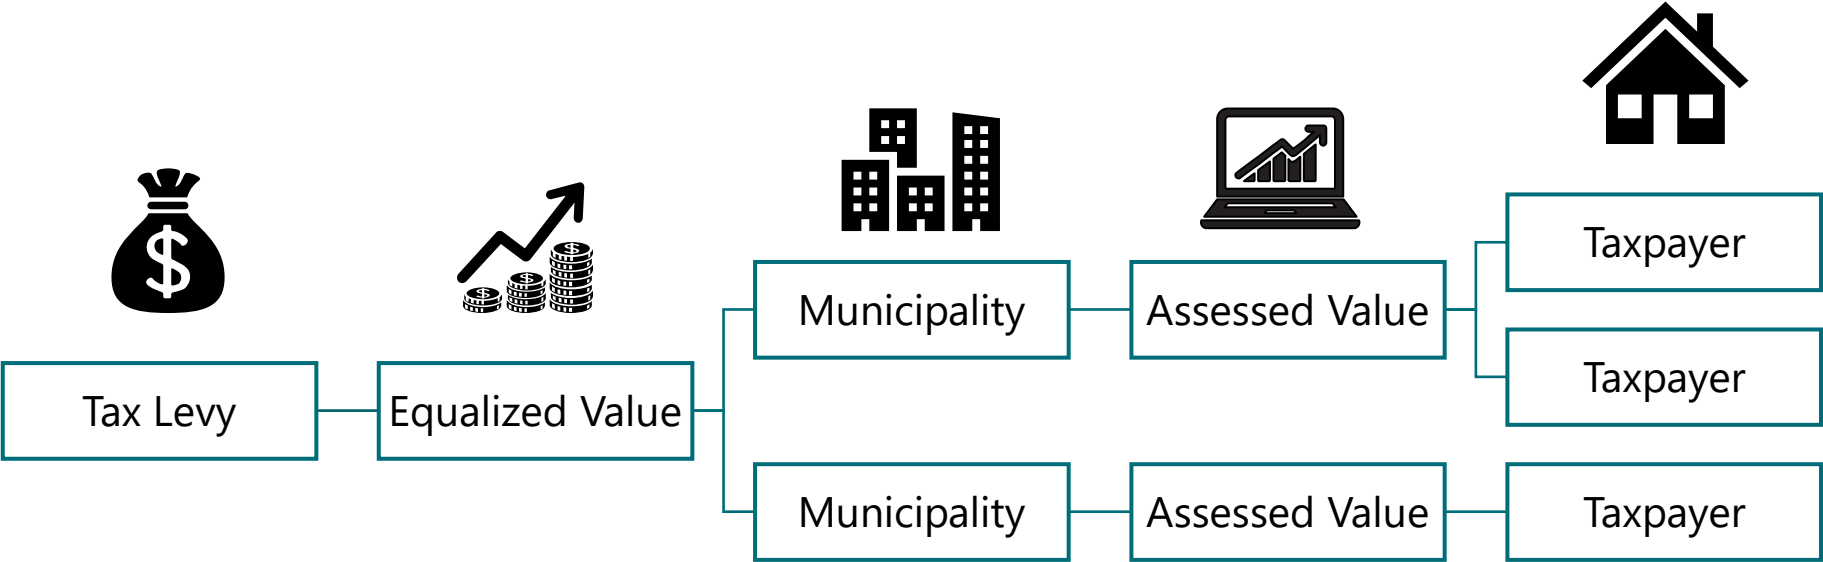 Tax Levy
Equalized Value
Municipality
Assessed Value
Taxpayer
Taxpayer
Municipality
Assessed Value
Taxpayer